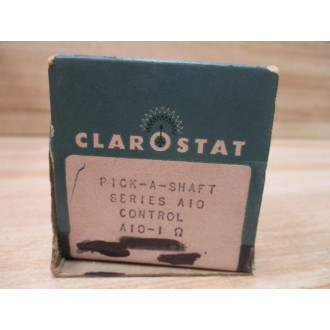 CLAROSTAT
PICK-A-SHAFT
SERIES A10
CONTROL
A10-1 Ω